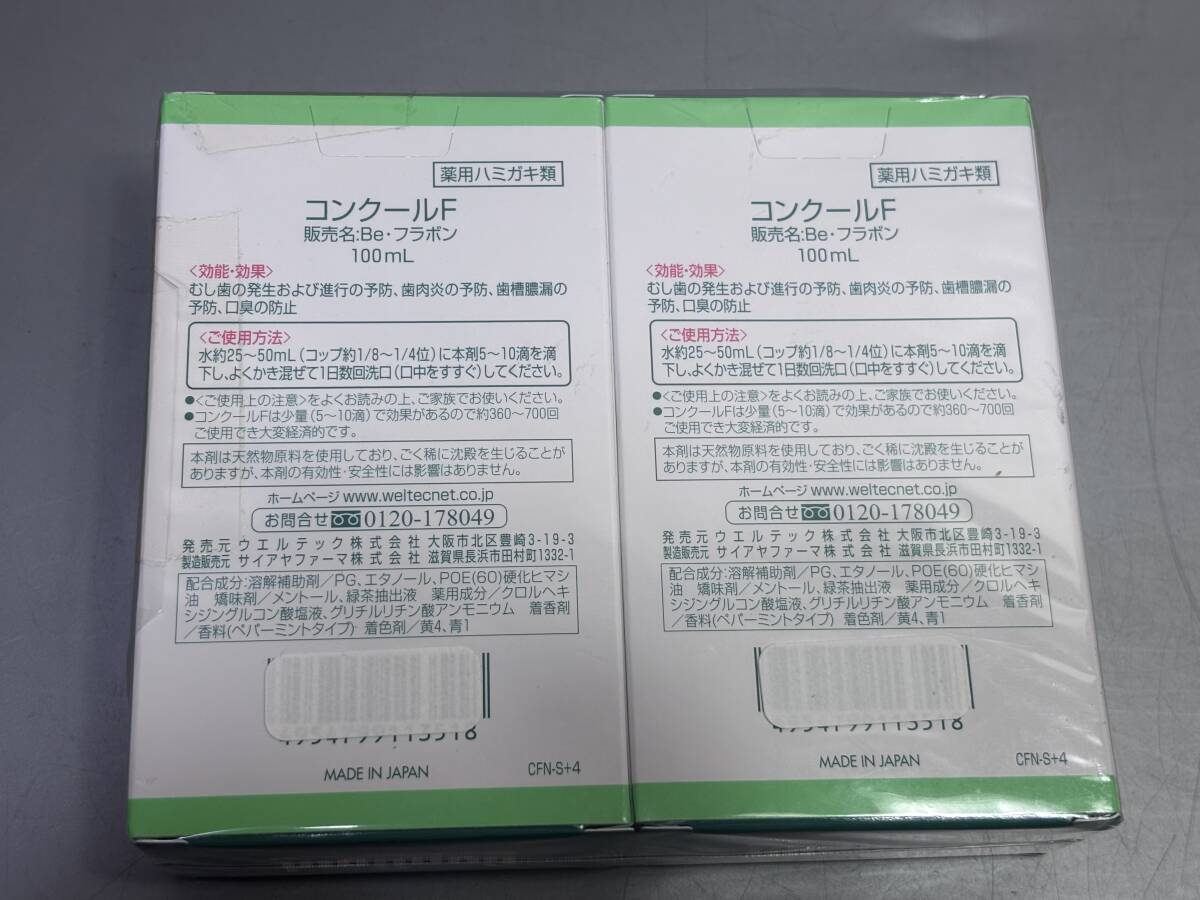 薬用ハミガキ類
コンクールF
販売名:Be・フラボン
100mL
〈効能・効果〉
むし歯の発生および進行の予防、歯肉炎の予防、歯槽膿漏の
予防、口臭の防止
〈ご使用方法〉
水約25〜50mL(コップ約1/8〜1/4位)に本剤5〜10滴を滴
下し、よくかき混ぜて1日数回洗口(口中をすすぐ)してください。
●〈ご使用上の注意〉をよくお読みの上、ご家族でお使いください。
●コンクールFは少量(5〜10滴)で効果があるので約360〜700回
ご使用でき大変経済的です。
本剤は天然物原料を使用しており、ごく稀に沈殿を生じることが
ありますが、本剤の有効性・安全性には影響はありません。
ホームページ www.weltecnet.co.jp
お問合せ 0120-178049
発売元 ウエルテック株式会社 大阪市北区豊崎3-19-3
製造販売元 サイアヤファーマ株式会社 滋賀県長浜市田村町1332-1
配合成分:溶解補助剤/PG、エタノール、POE(60)硬化ヒマシ
油 矯味剤/メントール、緑茶抽出液 薬用成分/クロルヘキ
シジングルコン酸塩液、グリチルリチン酸アンモニウム 着香剤
/香料(ペパーミントタイプ) 着色剤/黄4、青1
4954199113518
MADE IN JAPAN
CFN-S+4
薬用ハミガキ類
コンクールF
販売名:Be・フラボン
100mL
〈効能・効果〉
むし歯の発生および進行の予防、歯肉炎の予防、歯槽膿漏の
予防、口臭の防止
〈ご使用方法〉
水約25〜50mL(コップ約1/8〜1/4位)に本剤5〜10滴を滴
下し、よくかき混ぜて1日数回洗口(口中をすすぐ)してください。
●〈ご使用上の注意〉をよくお読みの上、ご家族でお使いください。
●コンクールFは少量(5〜10滴)で効果があるので約360〜700回
ご使用でき大変経済的です。
本剤は天然物原料を使用しており、ごく稀に沈殿を生じることが
ありますが、本剤の有効性・安全性には影響はありません。
ホームページ www.weltecnet.co.jp
お問合せ 0120-178049
発売元 ウエルテック株式会社 大阪市北区豊崎3-19-3
製造販売元 サイアヤファーマ株式会社 滋賀県長浜市田村町1332-1
配合成分:溶解補助剤/PG、エタノール、POE(60)硬化ヒマシ
油 矯味剤/メントール、緑茶抽出液 薬用成分/クロルヘキ
シジングルコン酸塩液、グリチルリチン酸アンモニウム 着香剤
/香料(ペパーミントタイプ) 着色剤/黄4、青1
4954199113518
MADE IN JAPAN
CFN-S+4